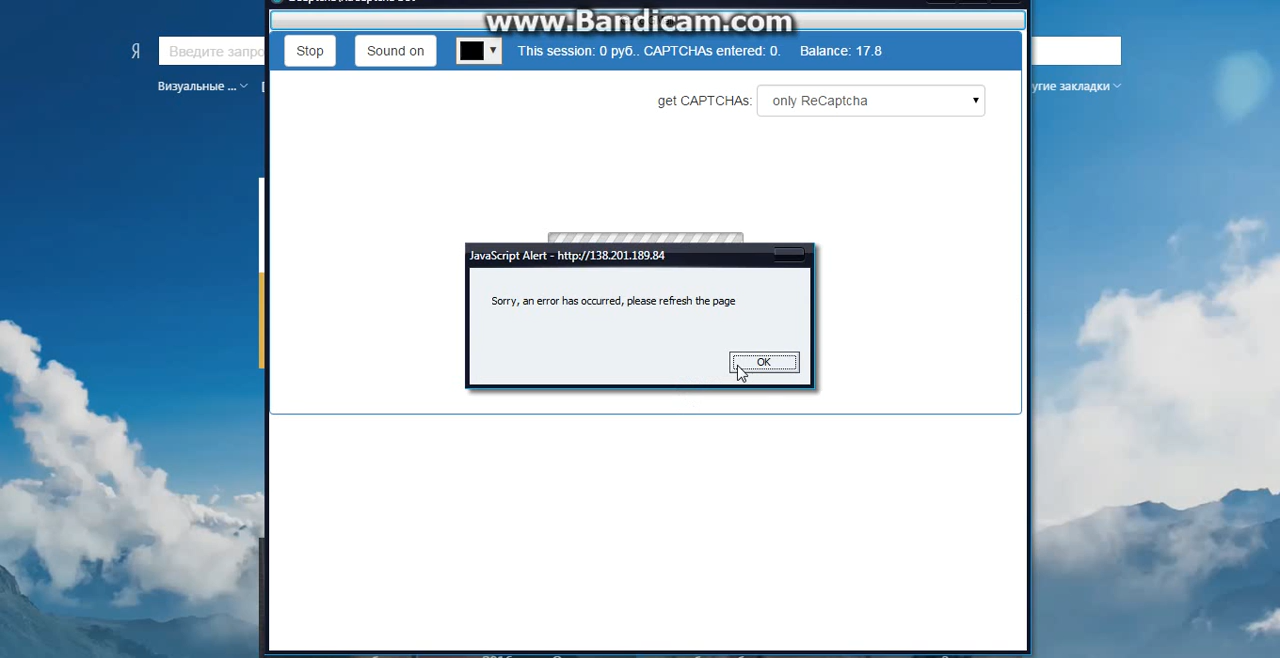 www.Bandicam.com
Я
Введите запро
Stop
Sound on
This session: 0 руб.. CAPTCHAs entered: 0. Balance: 17.8
Визуальные ...
угие закладки
get CAPTCHAs:
only ReCaptcha
JavaScript Alert - http://138.201.189.84
Sorry, an error has occurred, please refresh the page
OK